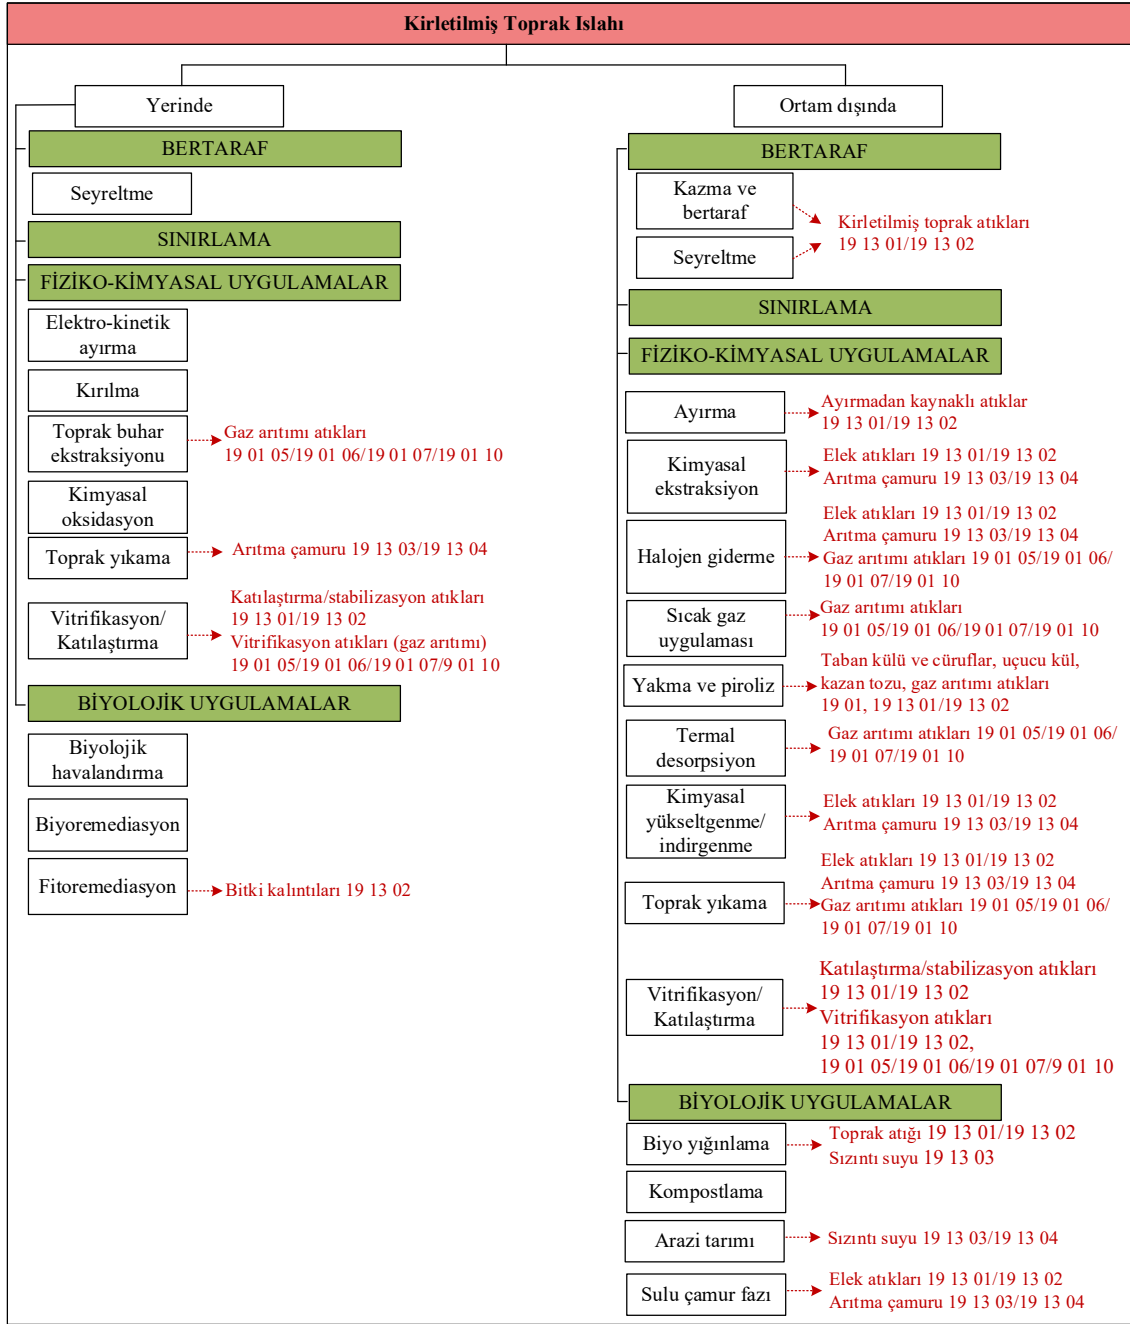 Kirletilmiş Toprak Islahı
Yerinde
BERTARAF
Seyreltme
SINIRLAMA
FİZİKO-KİMYASAL UYGULAMALAR
Elektro-kinetik
ayırma
Kırılma
Toprak buhar
ekstraksiyonu
Gaz arıtımı atıkları
19 01 05/19 01 06/19 01 07/19 01 10
Kimyasal
oksidasyon
Toprak yıkama
Arıtma çamuru 19 13 03/19 13 04
Vitrifikasyon/
Katılaştırma
Katılaştırma/stabilizasyon atıkları
19 13 01/19 13 02
Vitrifikasyon atıkları (gaz arıtımı)
19 01 05/19 01 06/19 01 07/9 01 10
BİYOLOJİK UYGULAMALAR
Biyolojik
havalandırma
Biyoremediasyon
Fitoremediasyon
Bitki kalıntıları 19 13 02
Ortam dışında
BERTARAF
Kazma ve
bertaraf
Seyreltme
Kirletilmiş toprak atıkları
19 13 01/19 13 02
SINIRLAMA
FİZİKO-KİMYASAL UYGULAMALAR
Ayırma
Ayırmadan kaynaklı atıklar
19 13 01/19 13 02
Kimyasal
ekstraksiyon
Elek atıkları 19 13 01/19 13 02
Arıtma çamuru 19 13 03/19 13 04
Halojen giderme
Elek atıkları 19 13 01/19 13 02
Arıtma çamuru 19 13 03/19 13 04
Gaz arıtımı atıkları 19 01 05/19 01 06/
19 01 07/19 01 10
Sıcak gaz
uygulaması
Gaz arıtımı atıkları
19 01 05/19 01 06/19 01 07/19 01 10
Yakma ve piroliz
Taban külü ve cüruflar, uçucu kül,
kazan tozu, gaz arıtımı atıkları
19 01, 19 13 01/19 13 02
Termal
desorpsiyon
Gaz arıtımı atıkları 19 01 05/19 01 06/
19 01 07/19 01 10
Kimyasal
yükseltgenme/
indirgenme
Elek atıkları 19 13 01/19 13 02
Arıtma çamuru 19 13 03/19 13 04
Toprak yıkama
Elek atıkları 19 13 01/19 13 02
Arıtma çamuru 19 13 03/19 13 04
Gaz arıtımı atıkları 19 01 05/19 01 06/
19 01 07/19 01 10
Vitrifikasyon/
Katılaştırma
Katılaştırma/stabilizasyon atıkları
19 13 01/19 13 02
Vitrifikasyon atıkları
19 13 01/19 13 02,
19 01 05/19 01 06/19 01 07/9 01 10
BİYOLOJİK UYGULAMALAR
Biyo yığınlama
Toprak atığı 19 13 01/19 13 02
Sızıntı suyu 19 13 03
Kompostlama
Arazi tarımı
Sızıntı suyu 19 13 03/19 13 04
Sulu çamur fazı
Elek atıkları 19 13 01/19 13 02
Arıtma çamuru 19 13 03/19 13 04